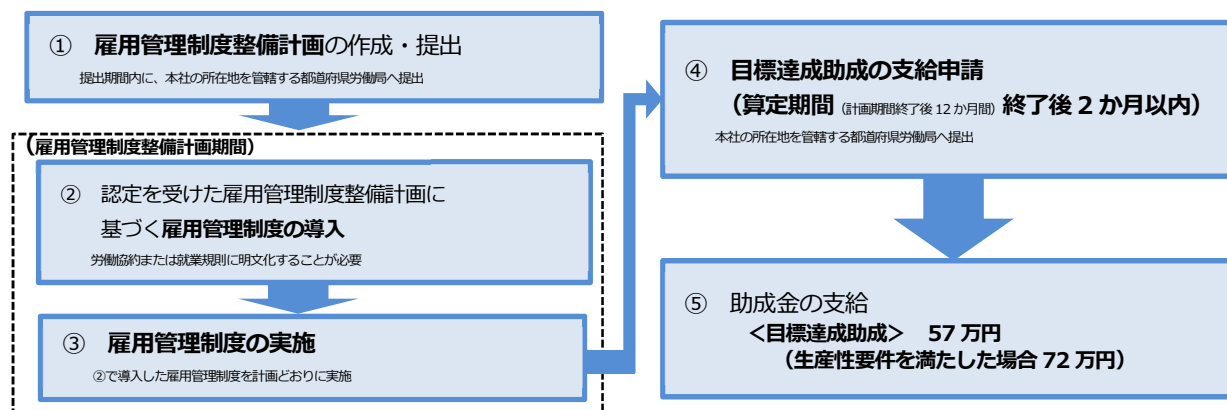 ① 雇用管理制度整備計画の作成・提出
提出期間内に、本社の所在地を管轄する都道府県労働局へ提出
(雇用管理制度整備計画期間)
② 認定を受けた雇用管理制度整備計画に
基づく雇用管理制度の導入
労働協約または就業規則に明文化することが必要
③ 雇用管理制度の実施
②で導入した雇用管理制度を計画どおりに実施
④ 目標達成助成の支給申請
(算定期間(計画期間終了後12か月間)終了後2か月以内)
本社の所在地を管轄する都道府県労働局へ提出
⑤ 助成金の支給
<目標達成助成> 57万円
(生産性要件を満たした場合72万円)